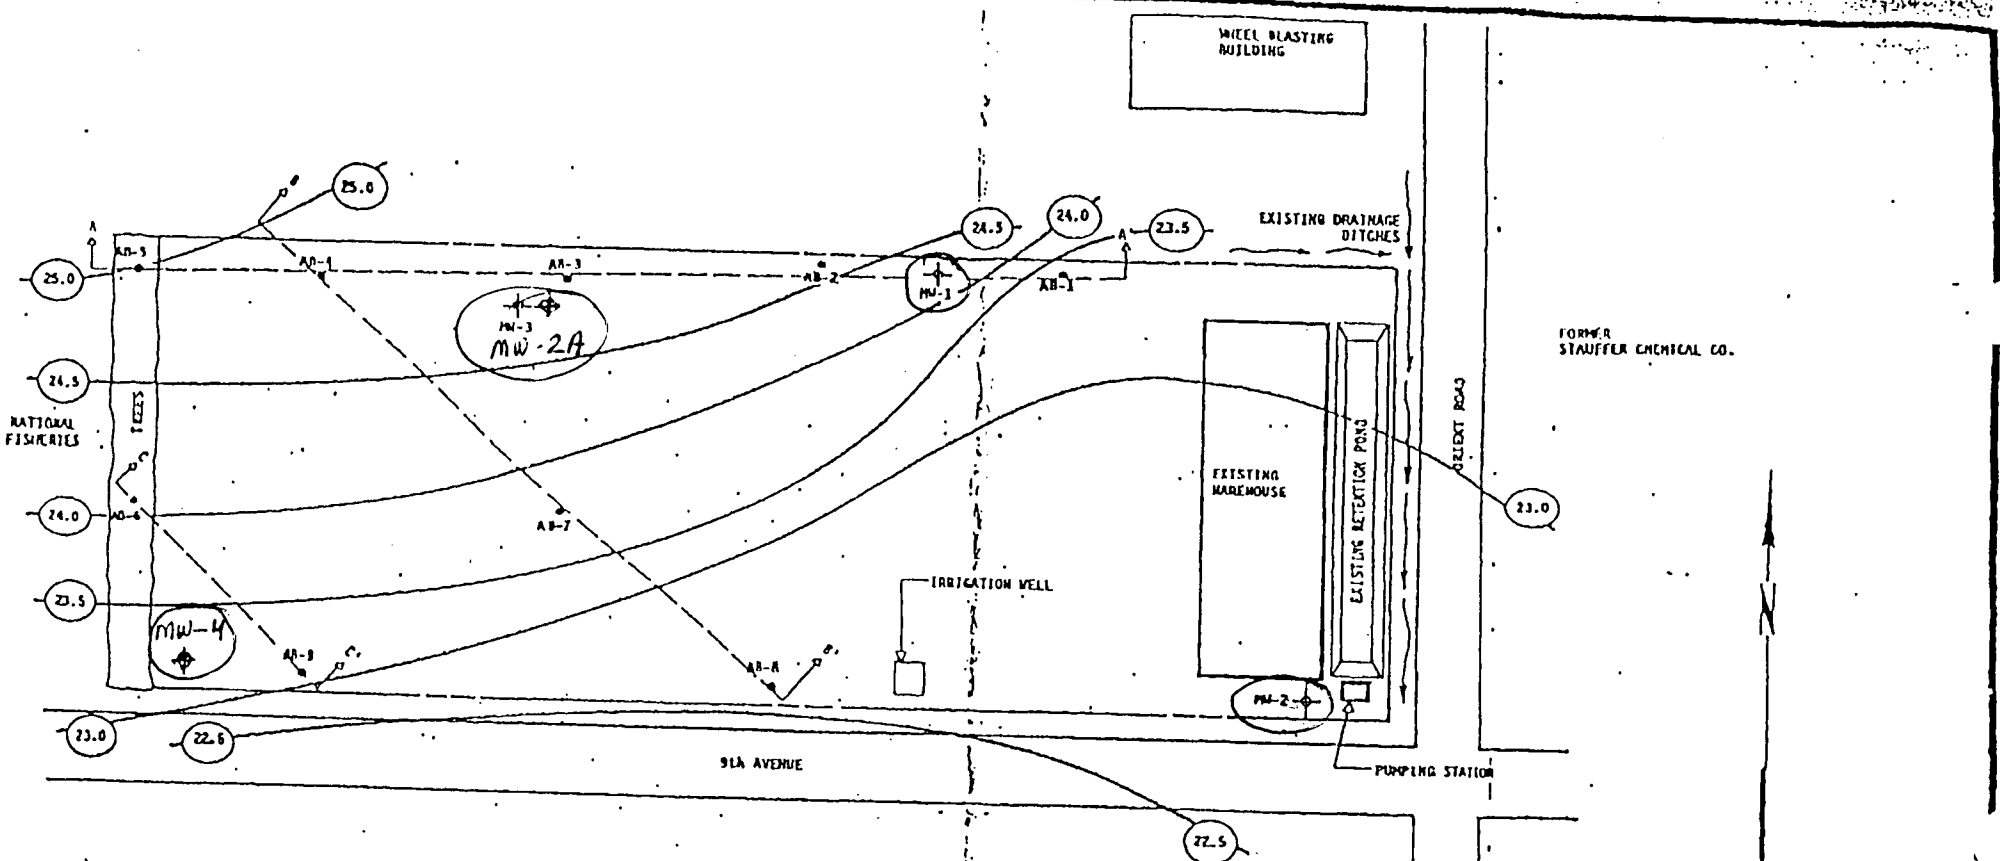 WHEEL BLASTING
BUILDING
25.0
24.5
24.0
23.5
EXISTING DRAINAGE
DITCHES
A
A
B
AB-5
AB-4
AB-3
AB-2
AB-1
25.0
MW-1
MW-3
MW-2A
FORMER
STAUFFER CHEMICAL CO.
24.5
TREES
NATIONAL
FISHERIES
ORIENT ROAD
C
EXISTING
WAREHOUSE
EXISTING RETENTION POND
24.0
AB-6
AB-7
23.0
23.5
IRRIGATION WELL
N
MW-4
AB-9
C'
AB-8
B'
MW-2
23.0
22.5
9th AVENUE
PUMPING STATION
22.5